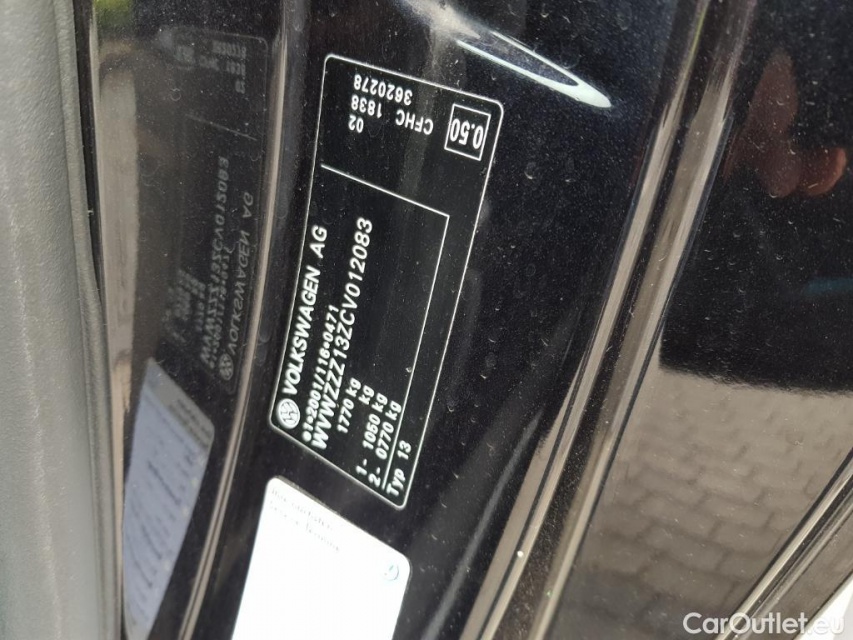 VOLKSWAGEN AG
e1*2001/116*0471
WVWZZZ13ZCV012083
1770 kg
kg
1- 1050 kg
2- 0770 kg
Typ 13
02
CFHC 1838
3620278
0.50
CarOutlet.eu